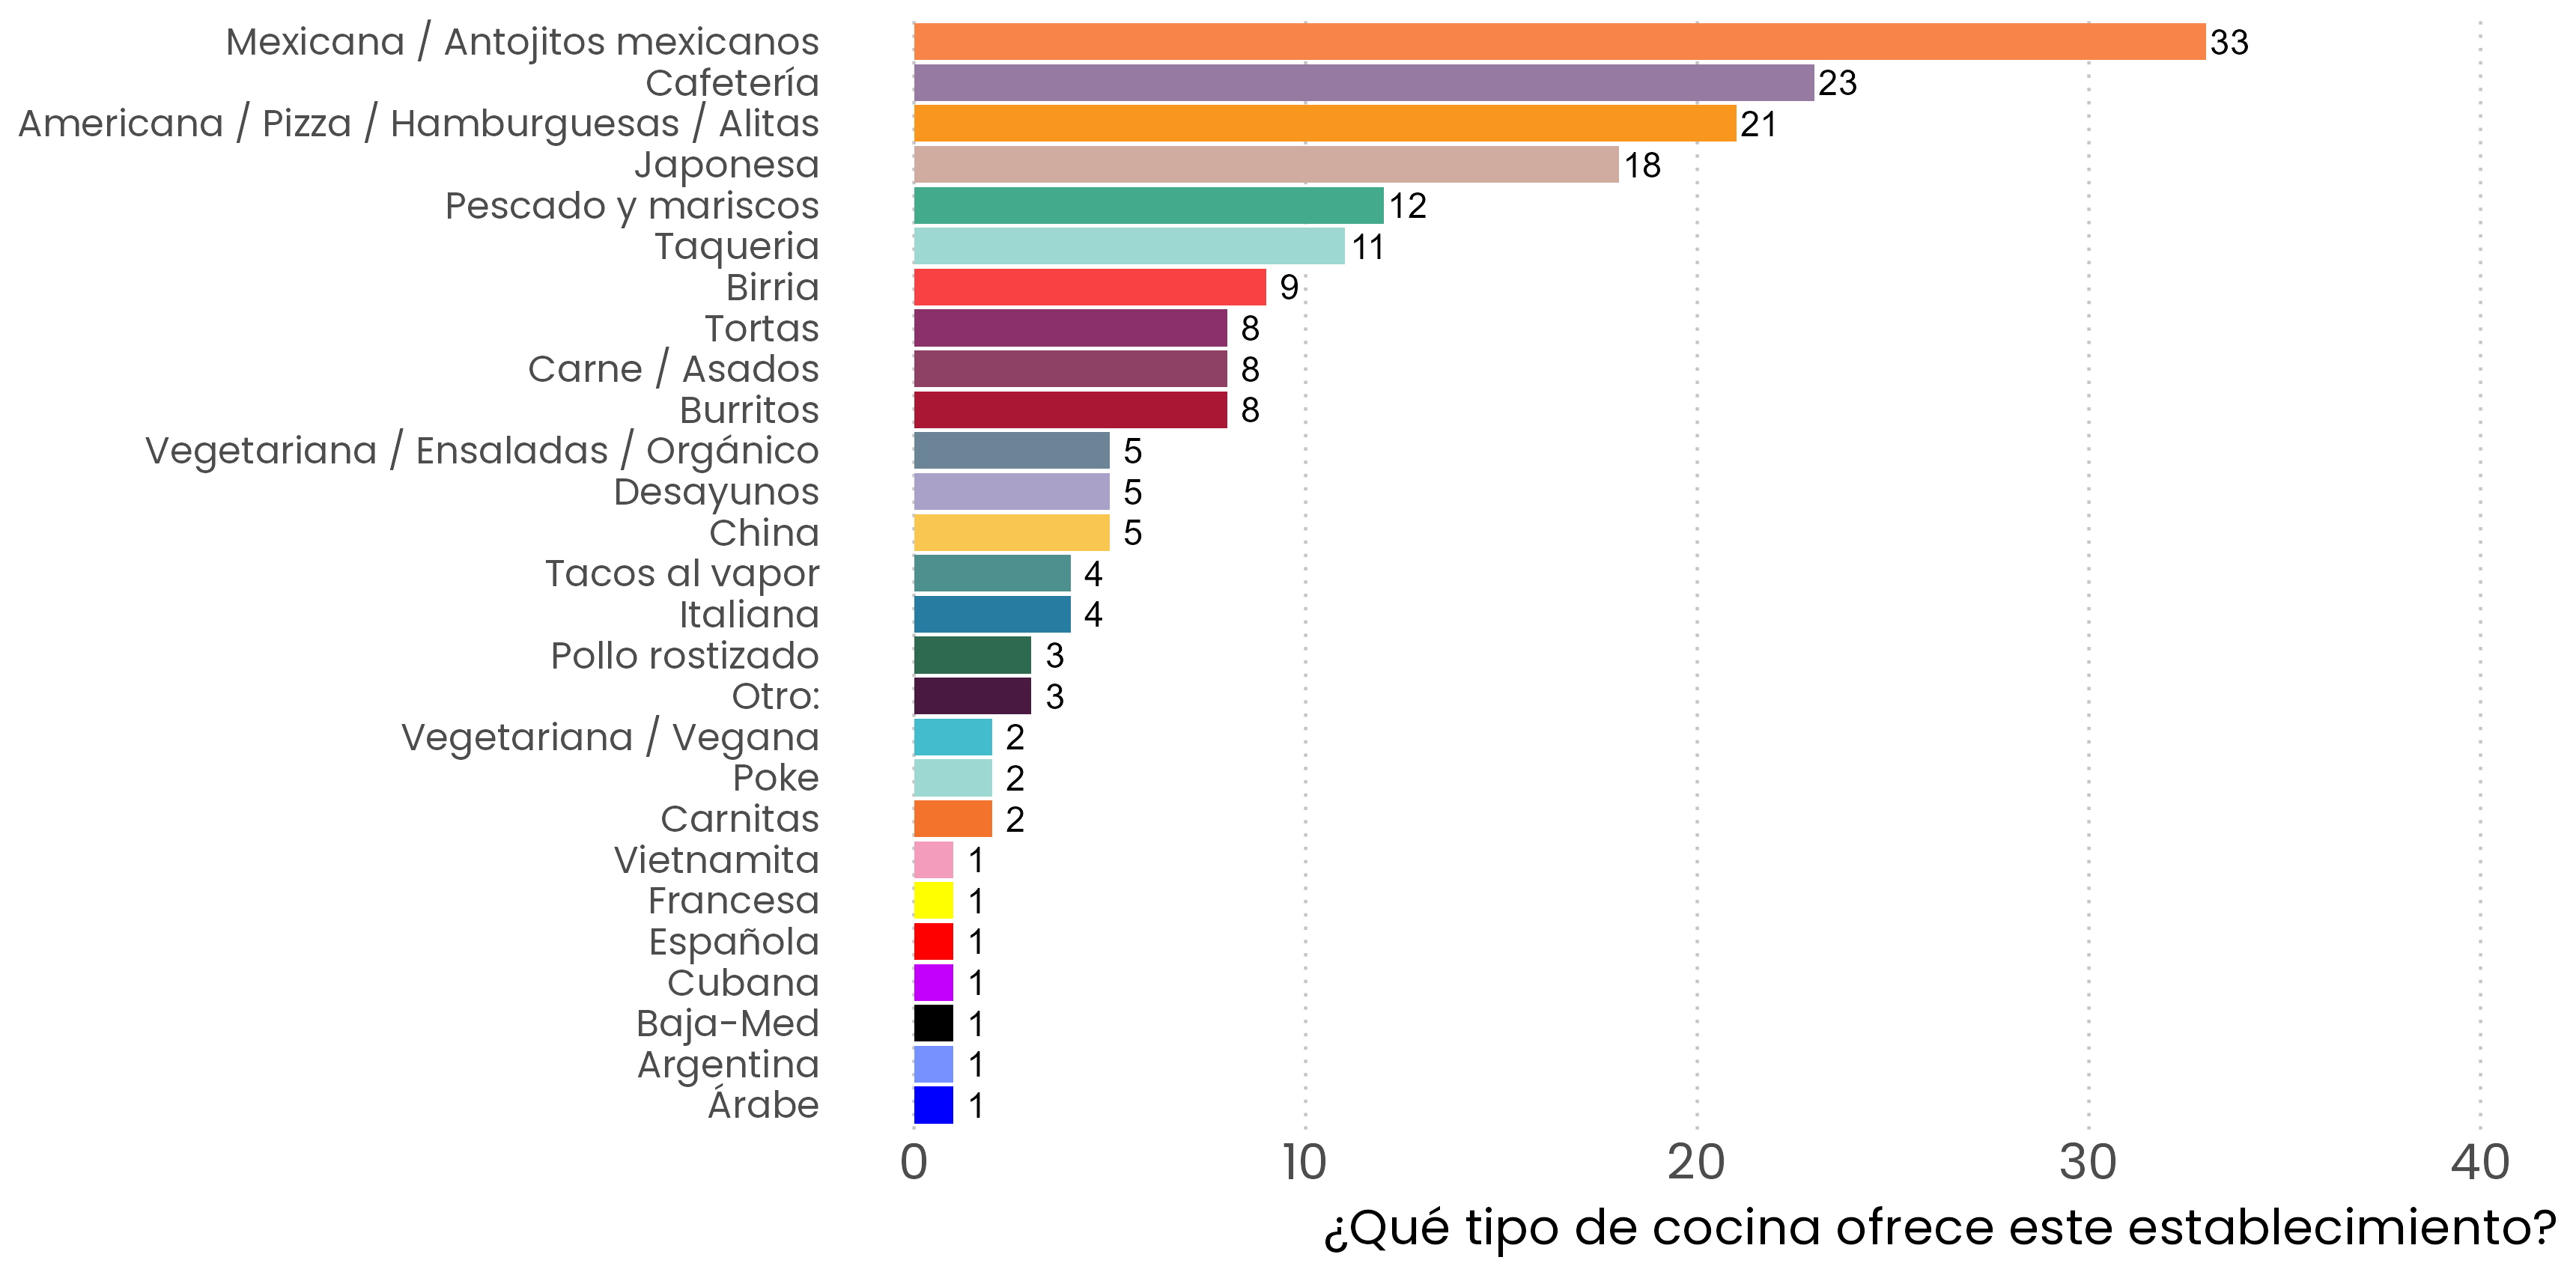 Mexicana / Antojitos mexicanos 33
Cafetería 23
Americana / Pizza / Hamburguesas / Alitas 21
Japonesa 18
Pescado y mariscos 12
Taqueria 11
Birria 9
Tortas 8
Carne / Asados 8
Burritos 8
Vegetariana / Ensaladas / Orgánico 5
Desayunos 5
China 5
Tacos al vapor 4
Italiana 4
Pollo rostizado 3
Otro: 3
Vegetariana / Vegana 2
Poke 2
Carnitas 2
Vietnamita 1
Francesa 1
Española 1
Cubana 1
Baja-Med 1
Argentina 1
Árabe 1
0 10 20 30 40
¿Qué tipo de cocina ofrece este establecimiento?